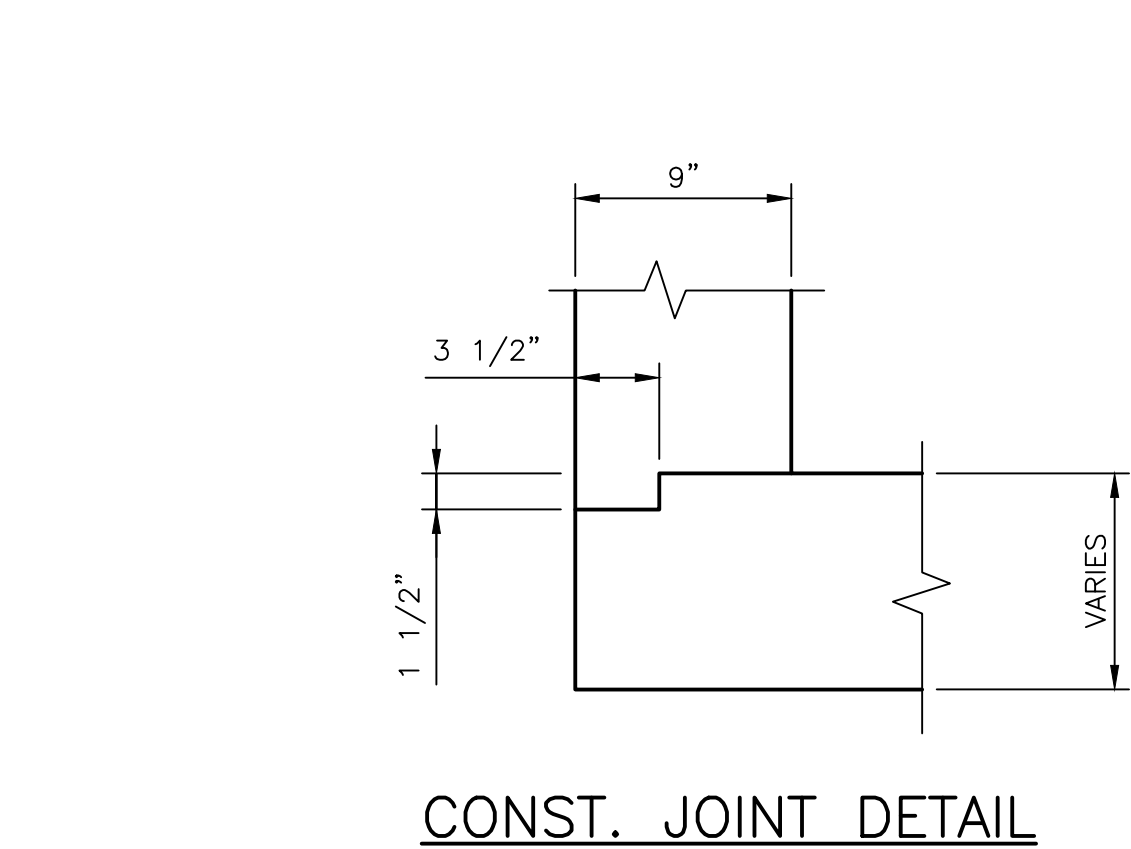 9”
3 1/2”
1 1/2”
VARIES
CONST. JOINT DETAIL